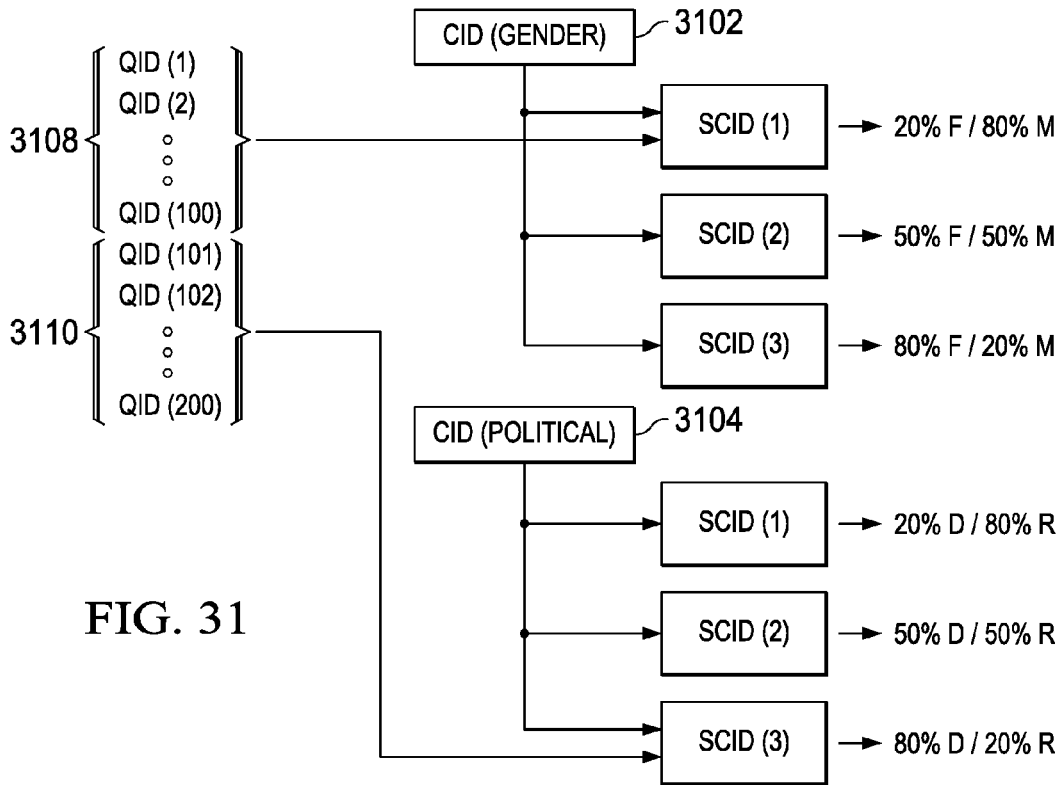 CID (GENDER)
3102
QID (1)
QID (2)
3108
QID (100)
QID (101)
QID (102)
3110
QID (200)
SCID (1)
20% F / 80% M
SCID (2)
50% F / 50% M
SCID (3)
80% F / 20% M
CID (POLITICAL)
3104
SCID (1)
20% D / 80% R
SCID (2)
50% D / 50% R
SCID (3)
80% D / 20% R
FIG. 31